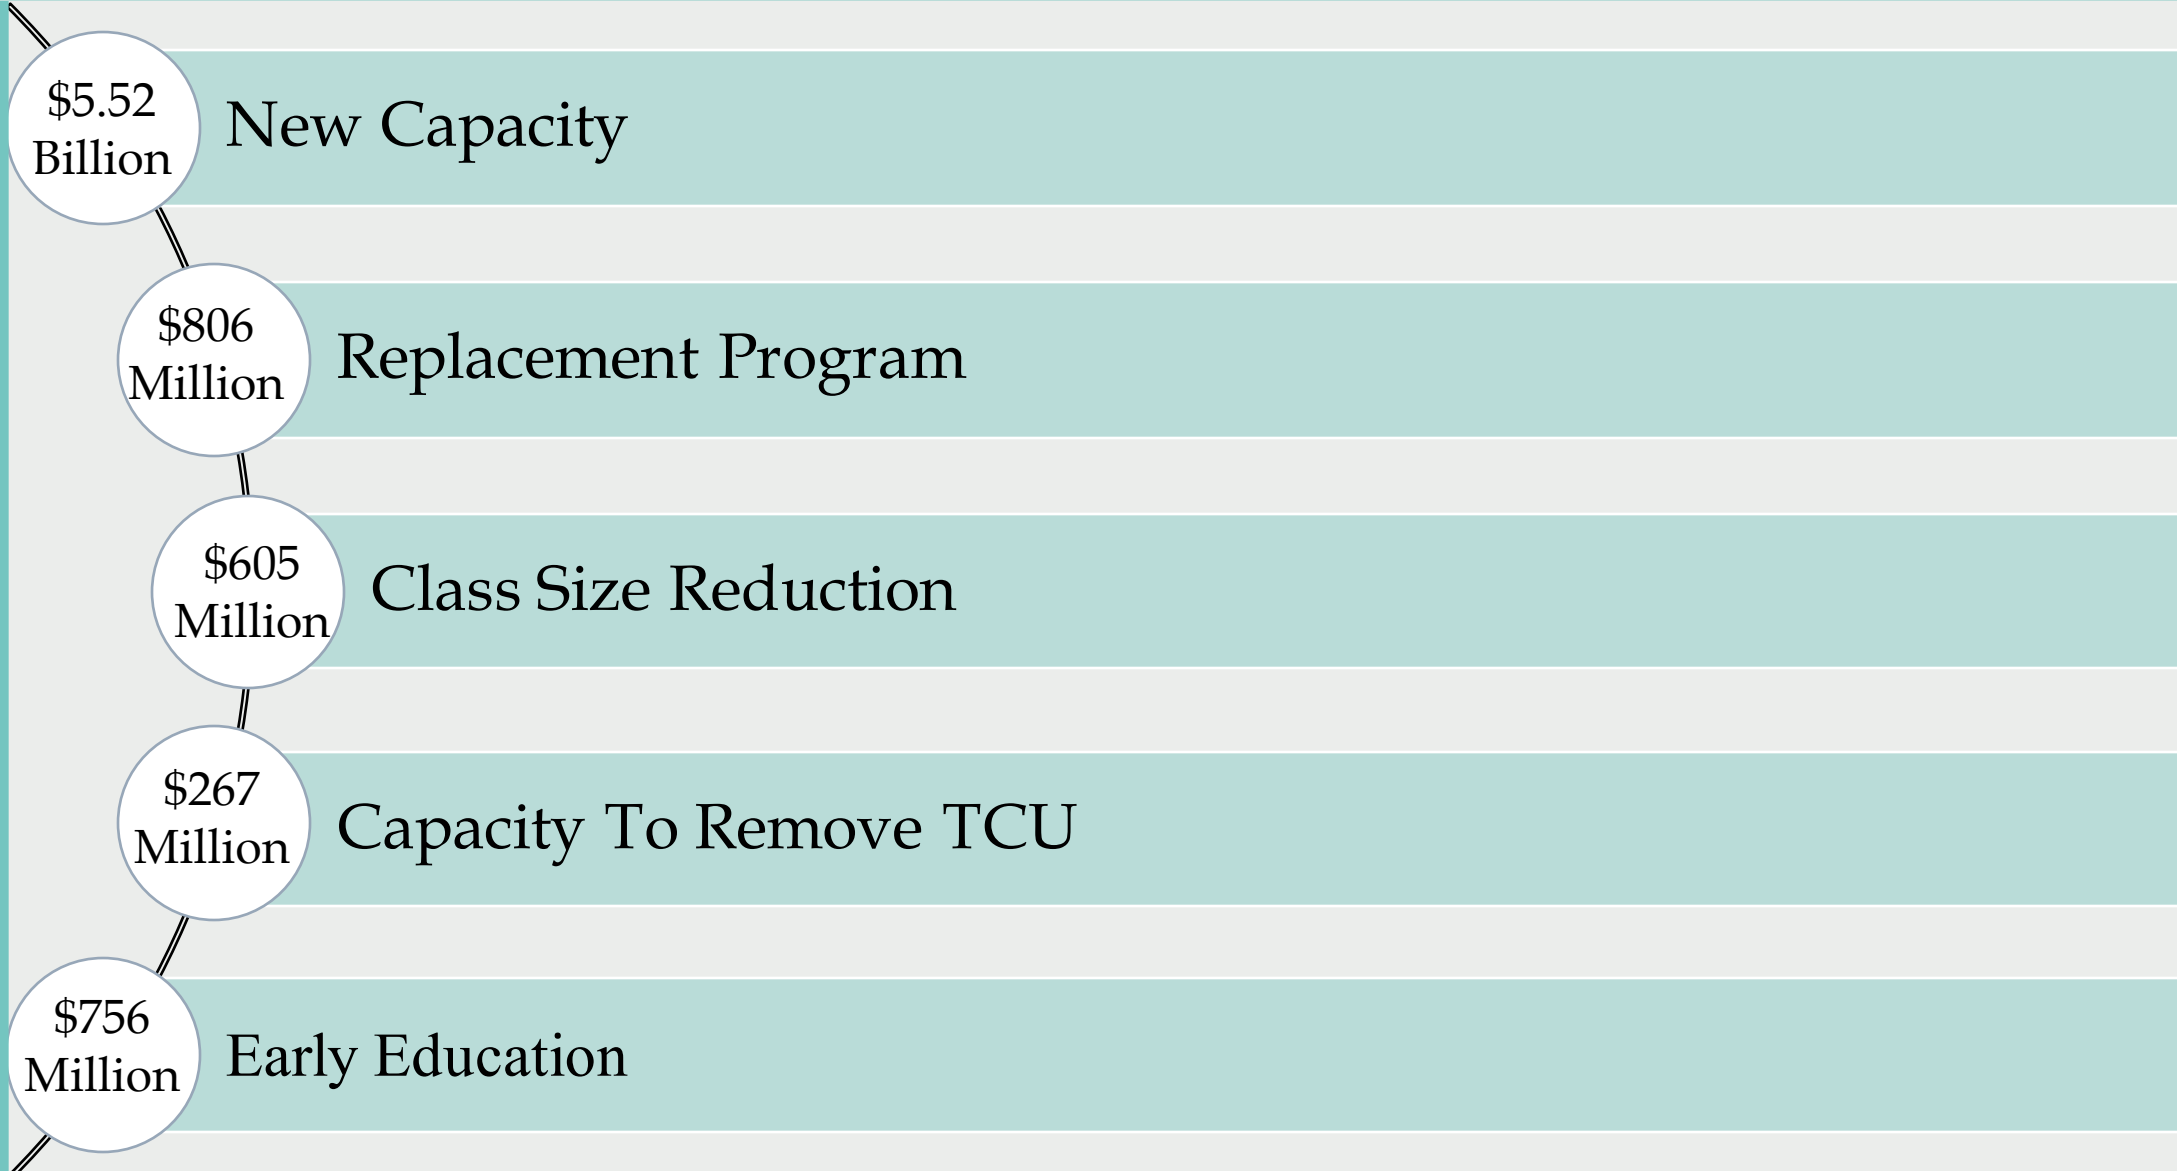 $5.52
Billion
New Capacity
$806
Million
Replacement Program
$605
Million
Class Size Reduction
$267
Million
Capacity To Remove TCU
$756
Million
Early Education